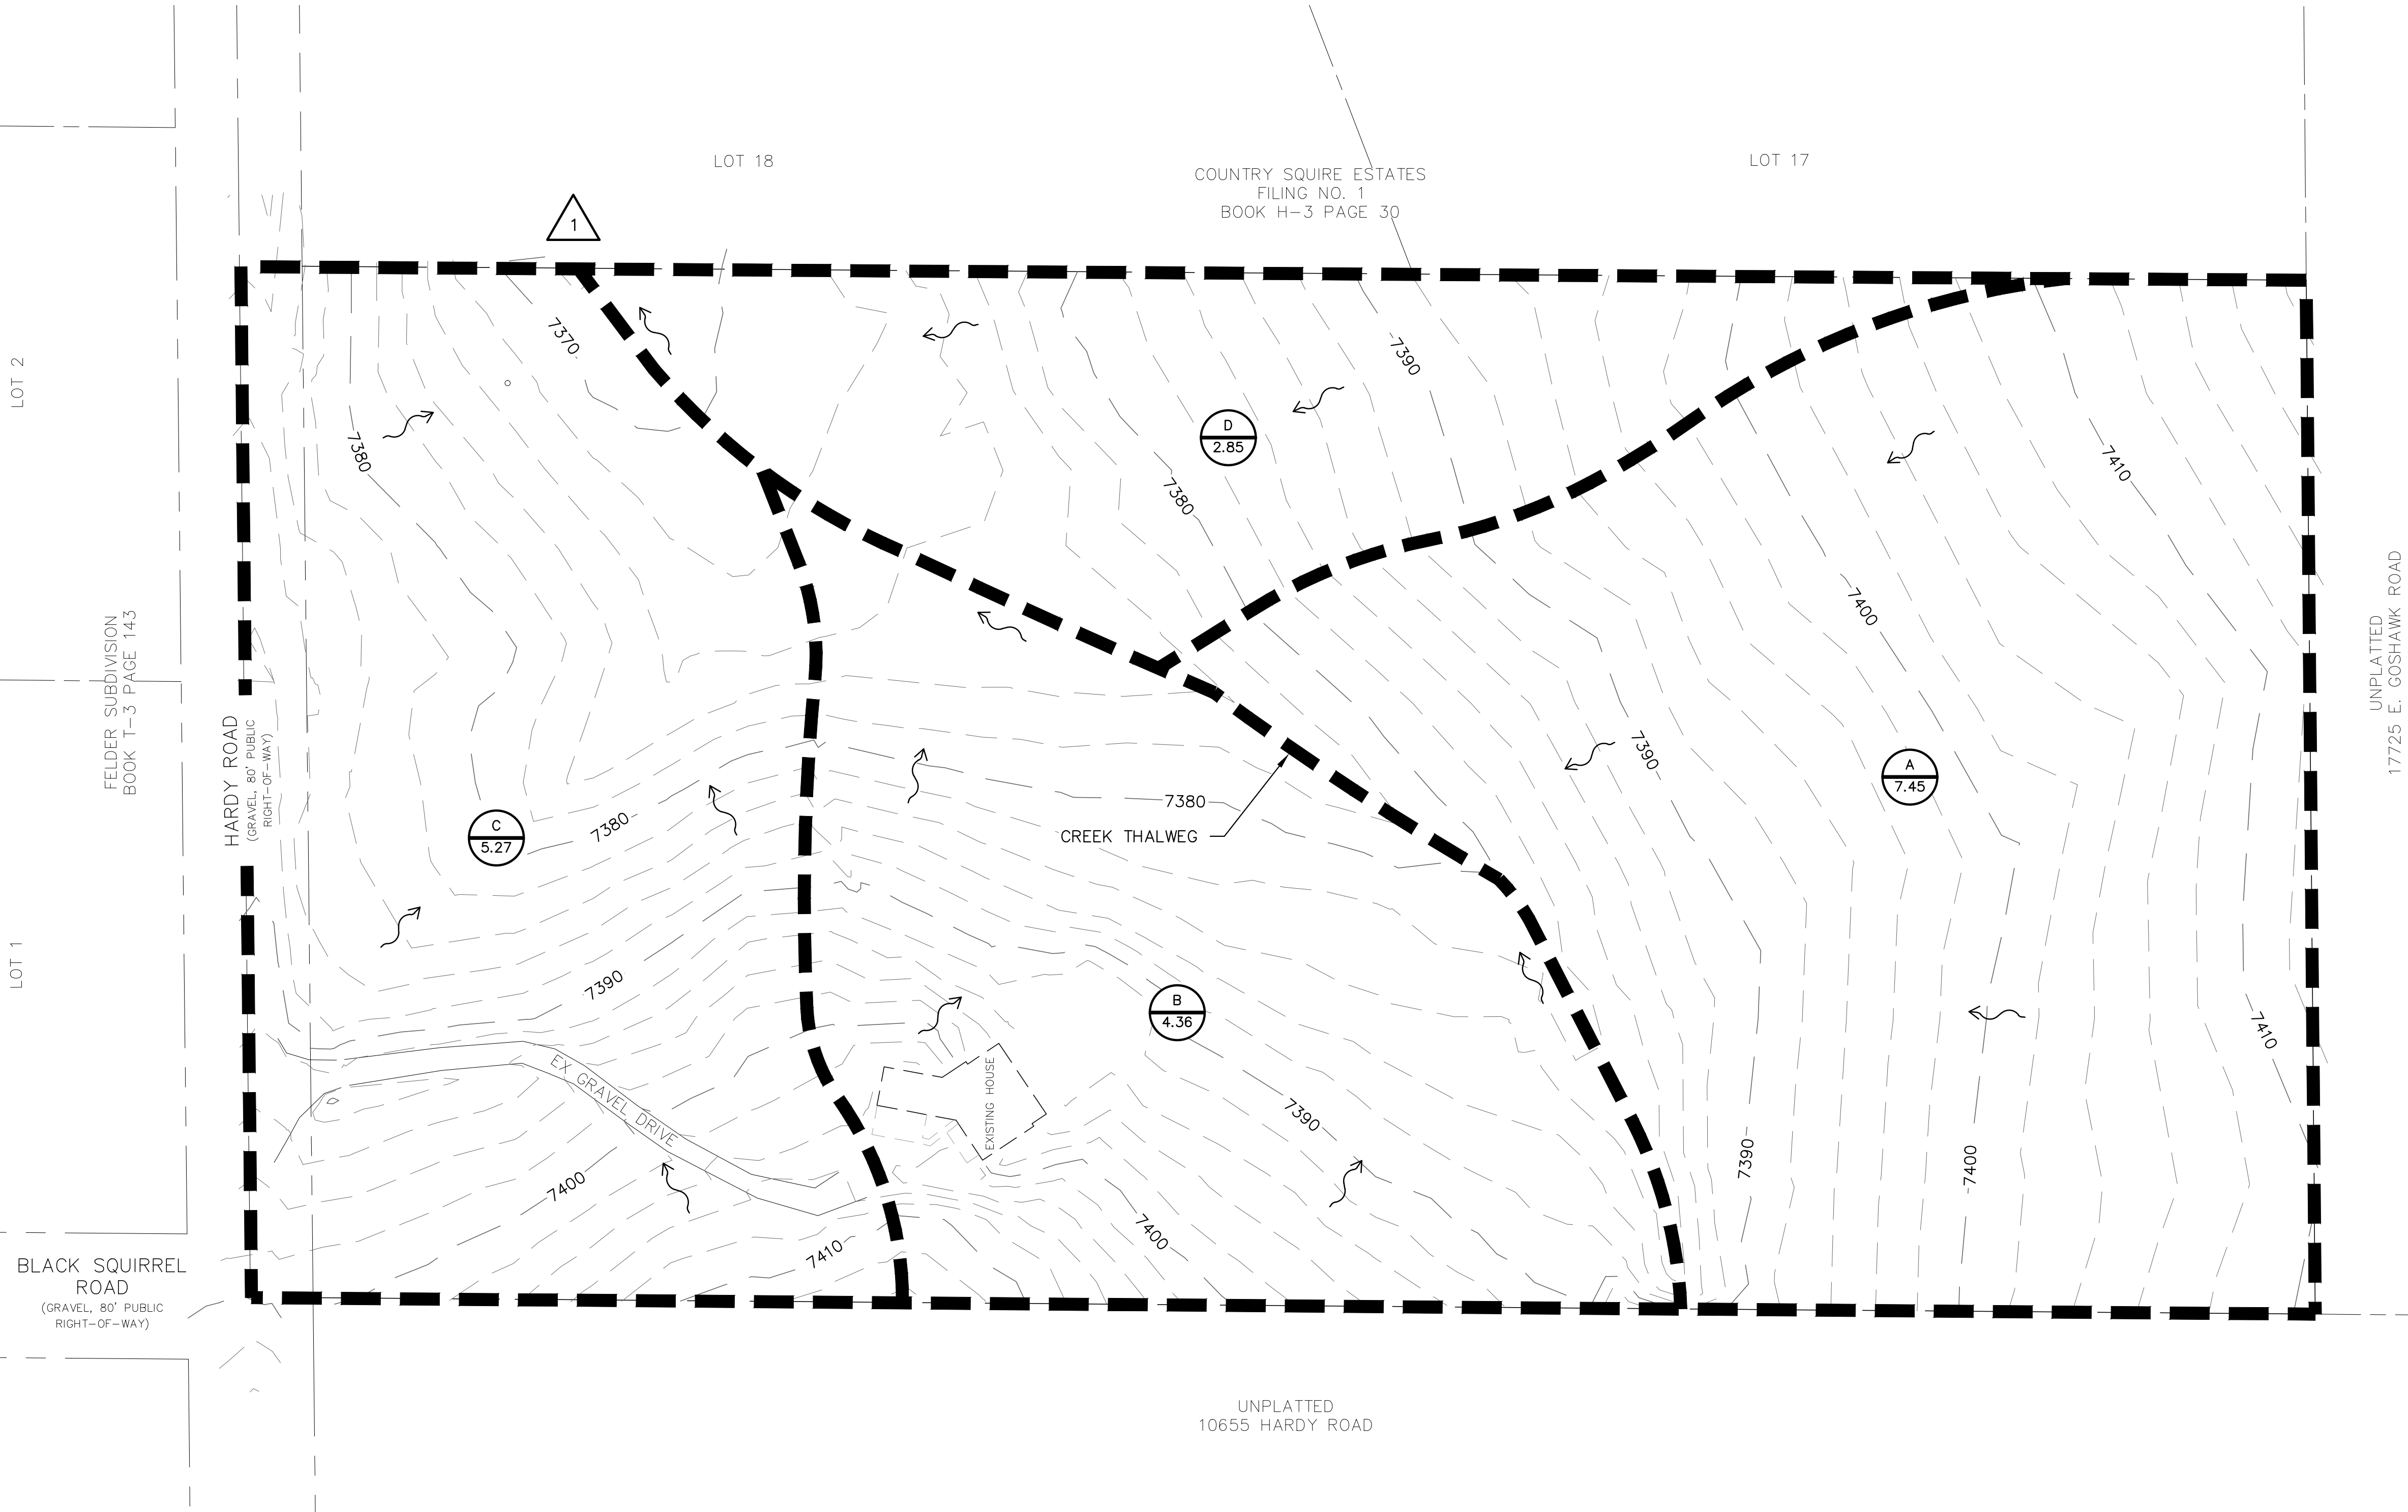 LOT 18
LOT 17
COUNTRY SQUIRE ESTATES
FILING NO. 1
BOOK H-3 PAGE 30
1
LOT 2
7370
7390
7380
D
2.85
7380
7410
FELDER SUBDIVISION
BOOK T-3 PAGE 143
HARDY ROAD
(GRAVEL, 80' PUBLIC
RIGHT-OF-WAY)
7400
UNPLATTED
17725 E. GOSHAWK ROAD
7390
A
7.45
7380
CREEK THALWEG
C
5.27
7380
LOT 1
7390
B
4.36
7410
EX GRAVEL DRIVE
EXISTING HOUSE
7390
7390
7400
7400
7400
7410
BLACK SQUIRREL
ROAD
(GRAVEL, 80' PUBLIC
RIGHT-OF-WAY)
UNPLATTED
10655 HARDY ROAD